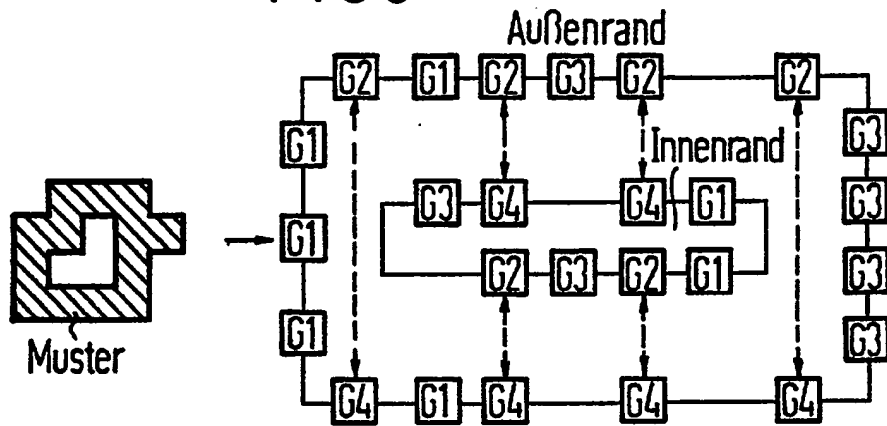 Außenrand
G2 G1 G2 G3 G2 G2
G1 G3
Innenrand
G3 G4 G4 G1 G3
G1
G2 G3 G2 G1 G3
G1 G3
Muster
G4 G1 G4 G4 G4